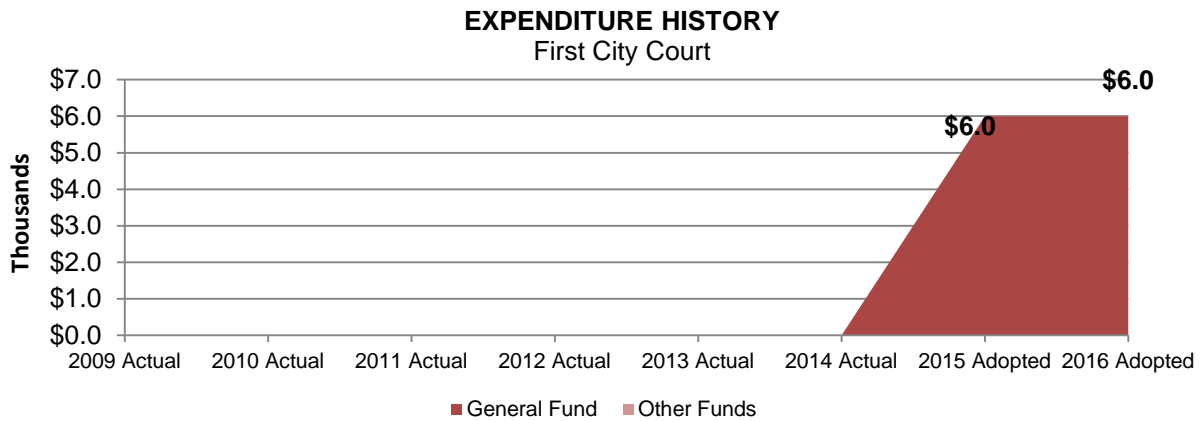 EXPENDITURE HISTORY
First City Court
$7.0
$6.0
$6.0
$6.0
$5.0
$4.0
$3.0
$2.0
$1.0
$0.0
Thousands
2009 Actual 2010 Actual 2011 Actual 2012 Actual 2013 Actual 2014 Actual 2015 Adopted 2016 Adopted
General Fund Other Funds